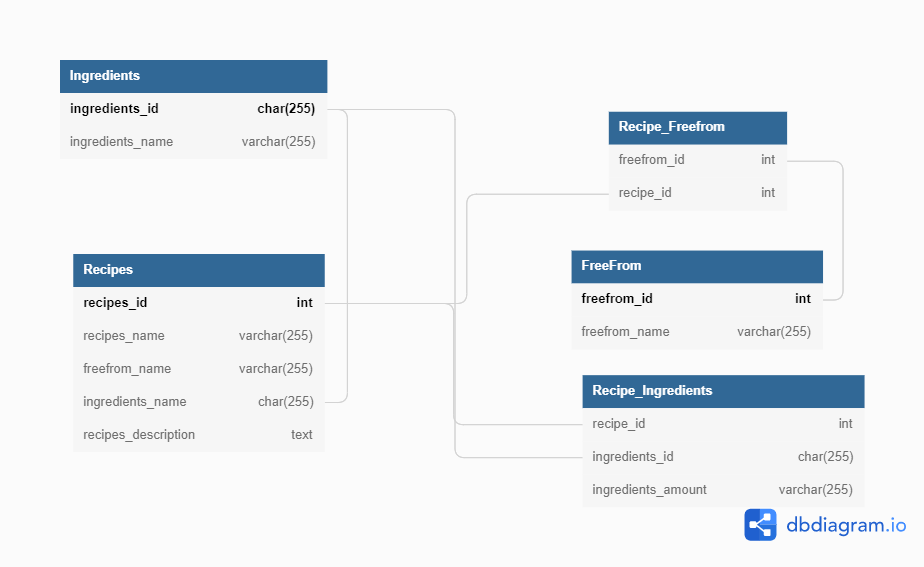 Ingredients
ingredients_id char(255)
ingredients_name varchar(255)
Recipes
recipes_id int
recipes_name varchar(255)
freefrom_name varchar(255)
ingredients_name char(255)
recipes_description text
Recipe_Freefrom
freefrom_id int
recipe_id int
FreeFrom
freefrom_id int
freefrom_name varchar(255)
Recipe_Ingredients
recipe_id int
ingredients_id char(255)
ingredients_amount varchar(255)
dbdiagram.io